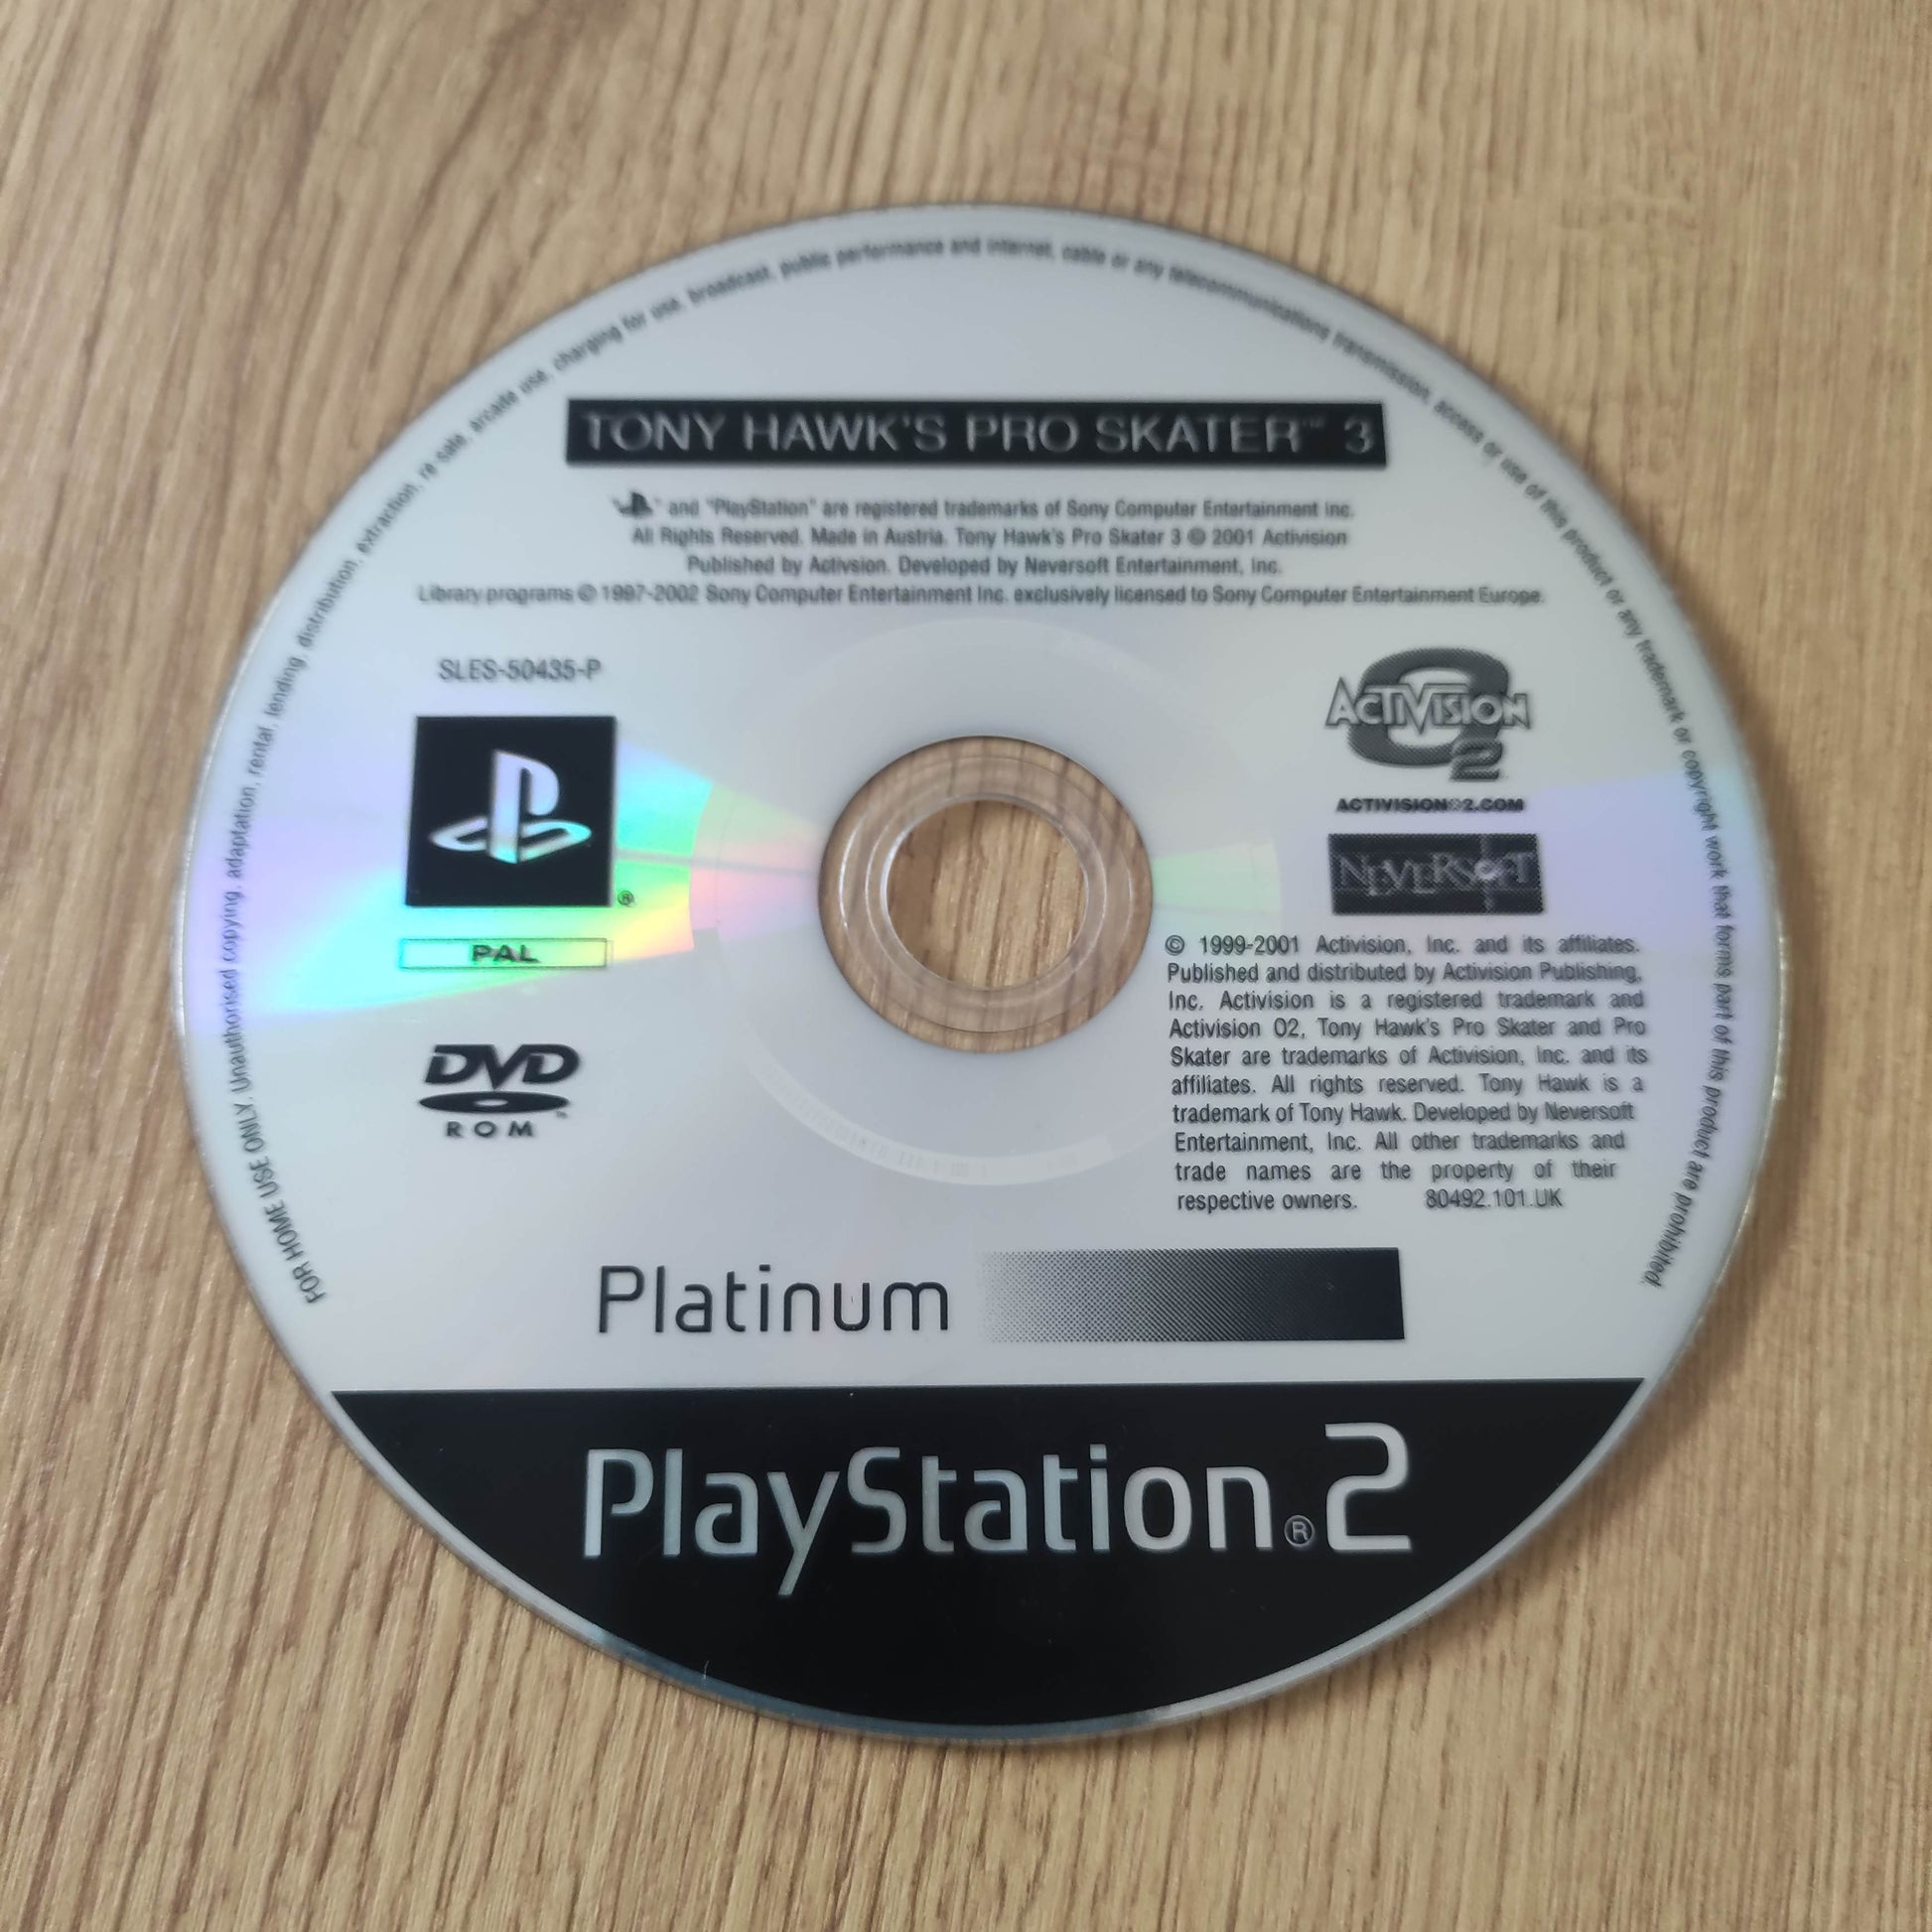 FOR HOME USE ONLY. Unauthorised copying, adaptation, rental, lending, distribution, extraction, re sale, arcade use, charging for use, broadcast, public performance and internet, cable or any telecommunications transmission, access or use of this product or any trademark or copyright work that forms part of this product are prohibited.
TONY HAWK'S PRO SKATER™ 3
" " and "PlayStation" are registered trademarks of Sony Computer Entertainment Inc.
All Rights Reserved. Made in Austria. Tony Hawk's Pro Skater 3 © 2001 Activision
Published by Activsion. Developed by Neversoft Entertainment, Inc.
Library programs © 1997-2002 Sony Computer Entertainment Inc. exclusively licensed to Sony Computer Entertainment Europe.
SLES-50435-P
®
PAL
DVD
ROM
ACTIVISION
O2
ACTIVISIONO2.COM
NEVERSOFT
© 1999-2001 Activision, Inc. and its affiliates.
Published and distributed by Activision Publishing,
Inc. Activision is a registered trademark and
Activision O2, Tony Hawk's Pro Skater and Pro
Skater are trademarks of Activision, Inc. and its
affiliates. All rights reserved. Tony Hawk is a
trademark of Tony Hawk. Developed by Neversoft
Entertainment, Inc. All other trademarks and
trade names are the property of their
respective owners. 80492.101.UK
Platinum
PlayStation®2